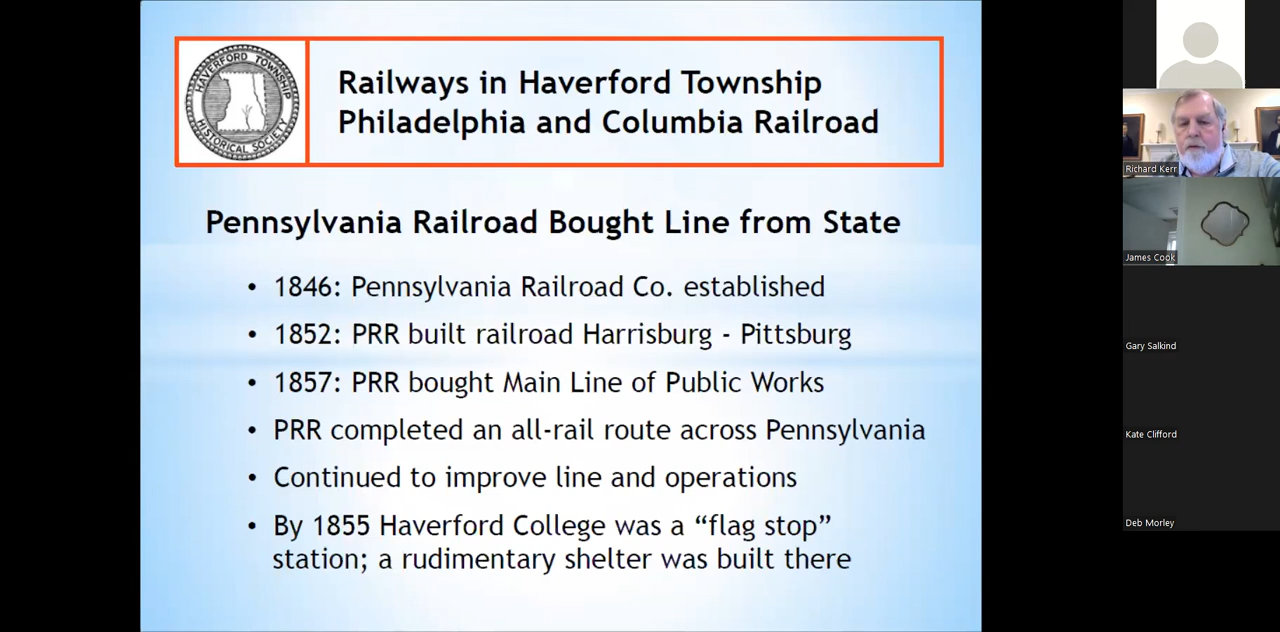 HAVERFORD TOWNSHIP
HISTORICAL SOCIETY
Railways in Haverford Township
Philadelphia and Columbia Railroad
Pennsylvania Railroad Bought Line from State
• 1846: Pennsylvania Railroad Co. established
• 1852: PRR built railroad Harrisburg - Pittsburg
• 1857: PRR bought Main Line of Public Works
• PRR completed an all-rail route across Pennsylvania
• Continued to improve line and operations
• By 1855 Haverford College was a “flag stop”
station; a rudimentary shelter was built there
Richard Kerr
James Cook
Gary Salkind
Kate Clifford
Deb Morley